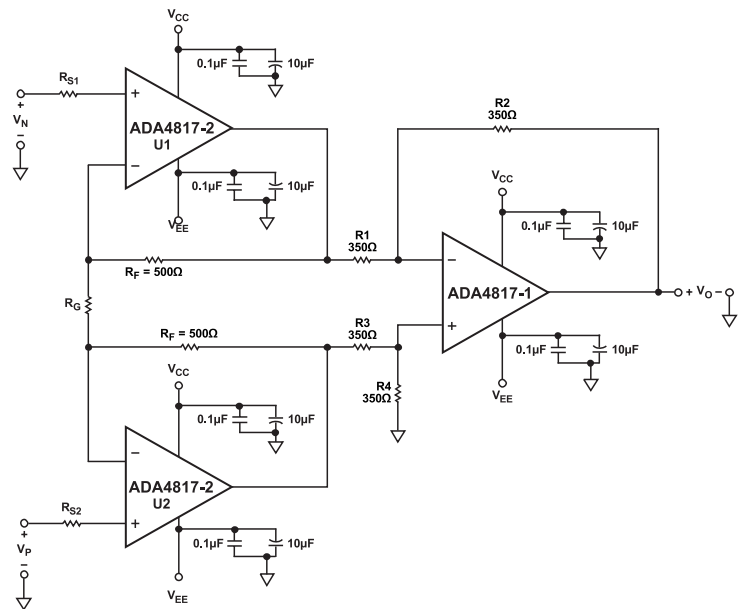 VCC
0.1µF
10µF
RS1
+
VN
−
+
ADA4817-2
U1
−
VEE
0.1µF
10µF
R2
350Ω
VCC
0.1µF
10µF
R1
350Ω
−
ADA4817-1
+
+ VO −
RF = 500Ω
RG
RF = 500Ω
R3
350Ω
R4
350Ω
VEE
0.1µF
10µF
VCC
0.1µF
10µF
−
ADA4817-2
U2
+
RS2
+
VP
−
VEE
0.1µF
10µF